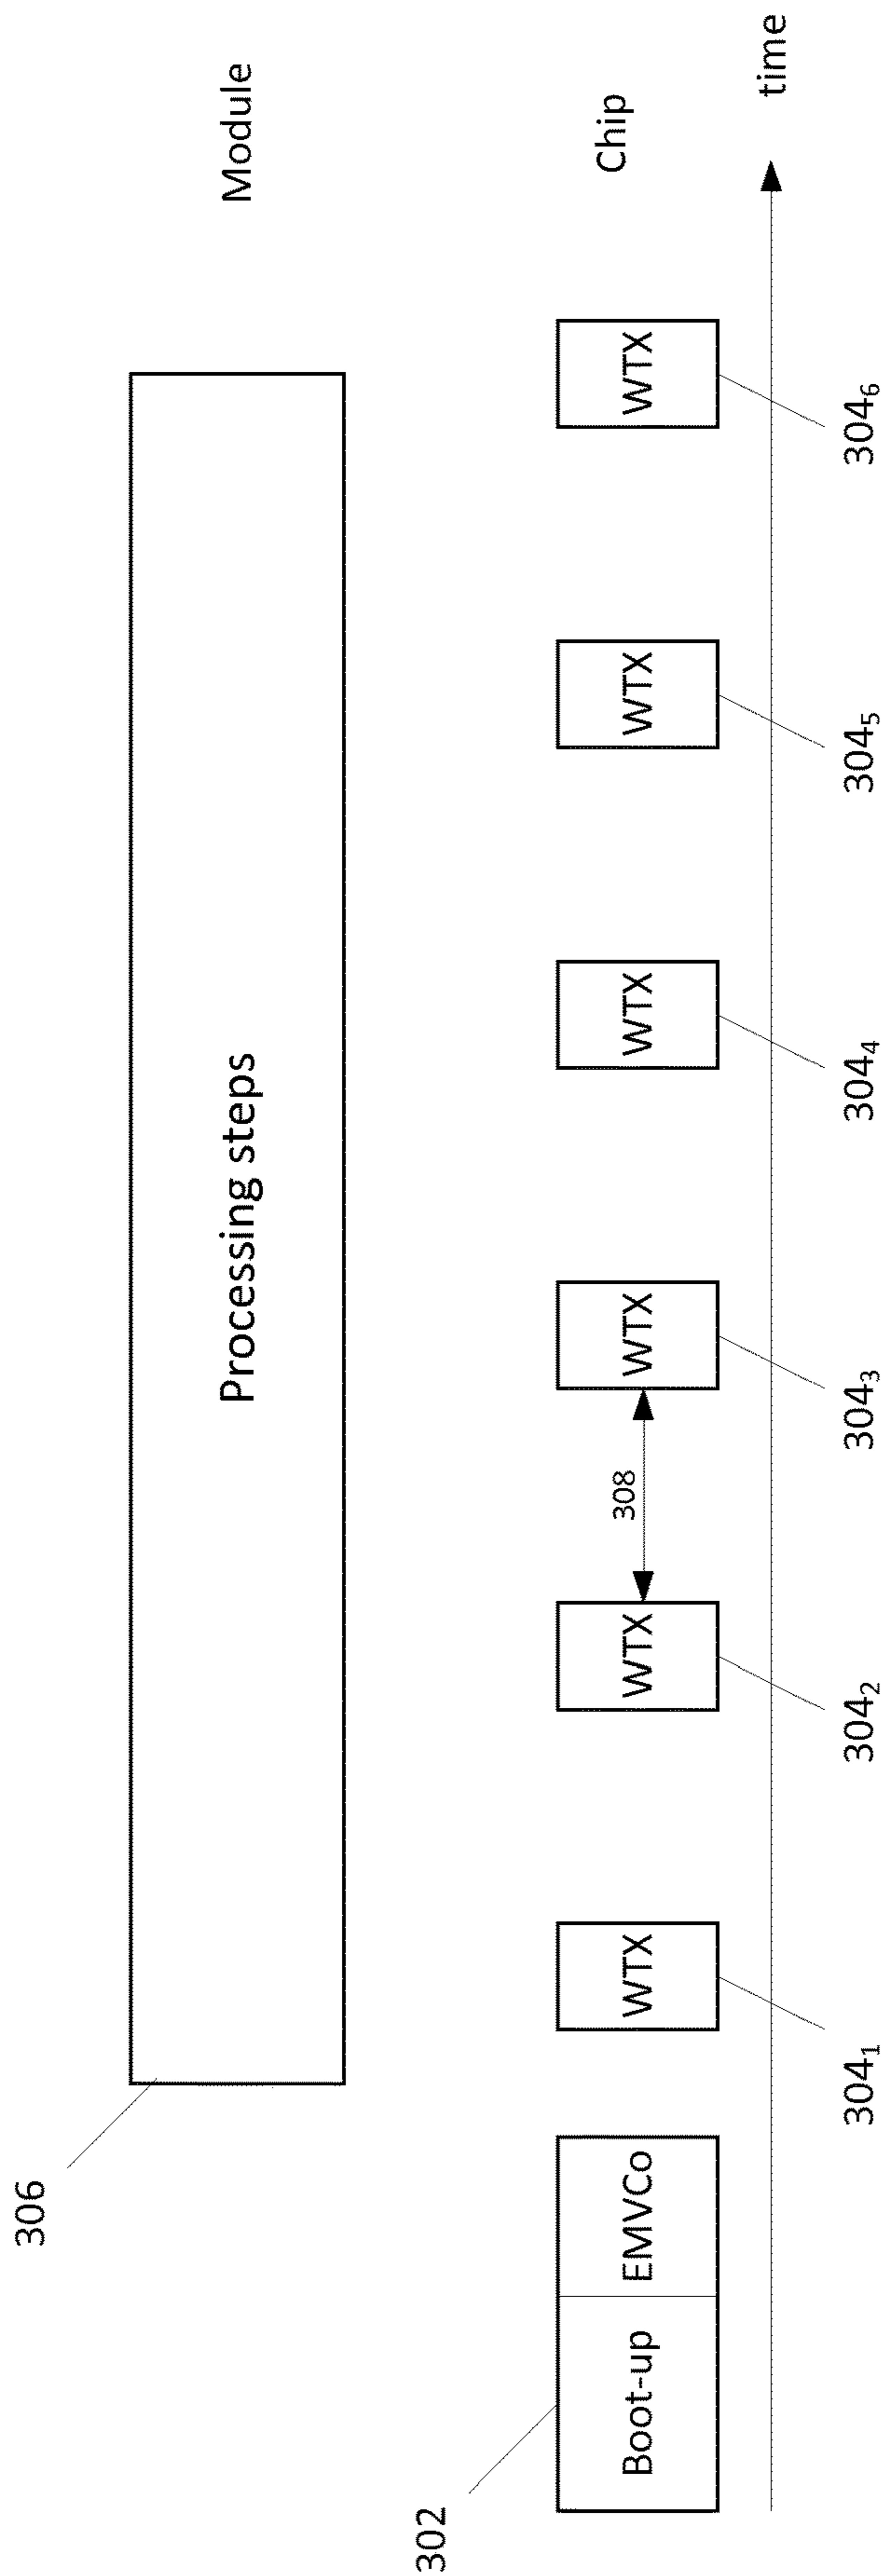 306
Processing steps
Module
302
Boot-up
EMVCo
WTX
WTX
308
WTX
WTX
WTX
WTX
Chip
time
304₁
304₂
304₃
304₄
304₅
304₆